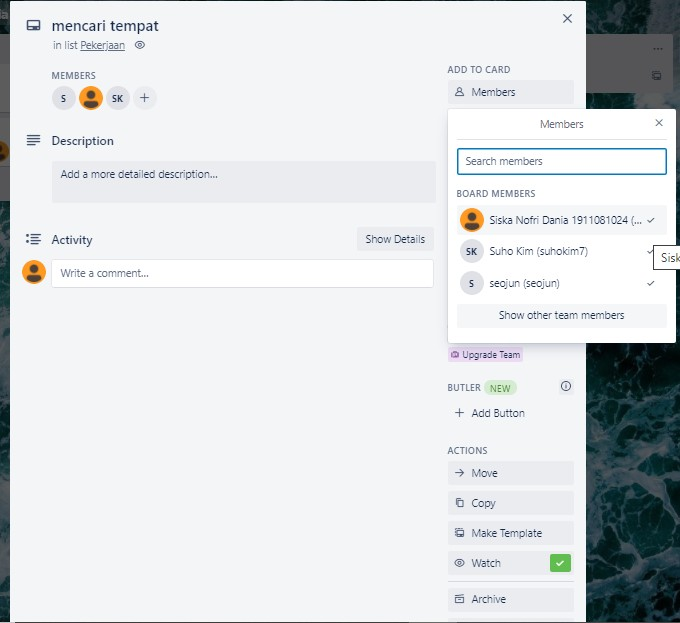 mencari tempat
in list Pekerjaan
MEMBERS
S
SK
Description
Add a more detailed description...
Activity
Show Details
Write a comment...
ADD TO CARD
Members
Members
Search members
BOARD MEMBERS
Siska Nofri Dania 1911081024 (...
SK Suho Kim (suhokim7)
Sisk
S seojun (seojun)
Show other team members
Upgrade Team
BUTLER NEW
Add Button
ACTIONS
Move
Copy
Make Template
Watch
Archive